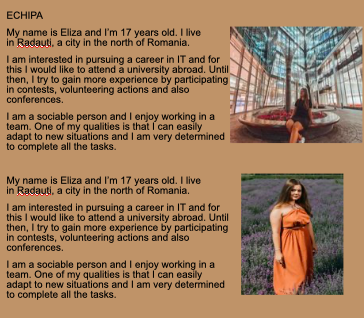 ECHIPA
My name is Eliza and I'm 17 years old. I live
in Radauti, a city in the north of Romania.
I am interested in pursuing a career in IT and for
this I would like to attend a university abroad. Until
then, I try to gain more experience by participating
in contests, volunteering actions and also
conferences.
I am a sociable person and I enjoy working in a
team. One of my qualities is that I can easily
adapt to new situations and I am very determined
to complete all the tasks.
My name is Eliza and I'm 17 years old. I live
in Radauti, a city in the north of Romania.
I am interested in pursuing a career in IT and for
this I would like to attend a university abroad. Until
then, I try to gain more experience by participating
in contests, volunteering actions and also
conferences.
I am a sociable person and I enjoy working in a
team. One of my qualities is that I can easily
adapt to new situations and I am very determined
to complete all the tasks.